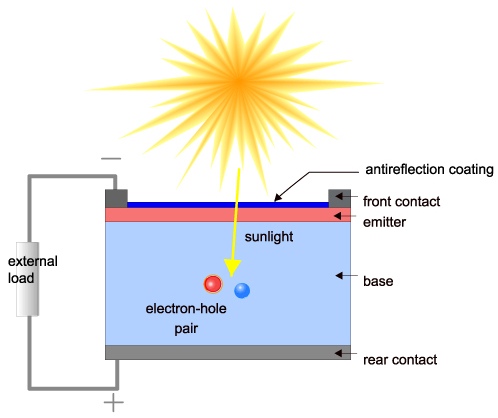 −
antireflection coating
front contact
emitter
sunlight
external
load
base
electron-hole
pair
rear contact
+